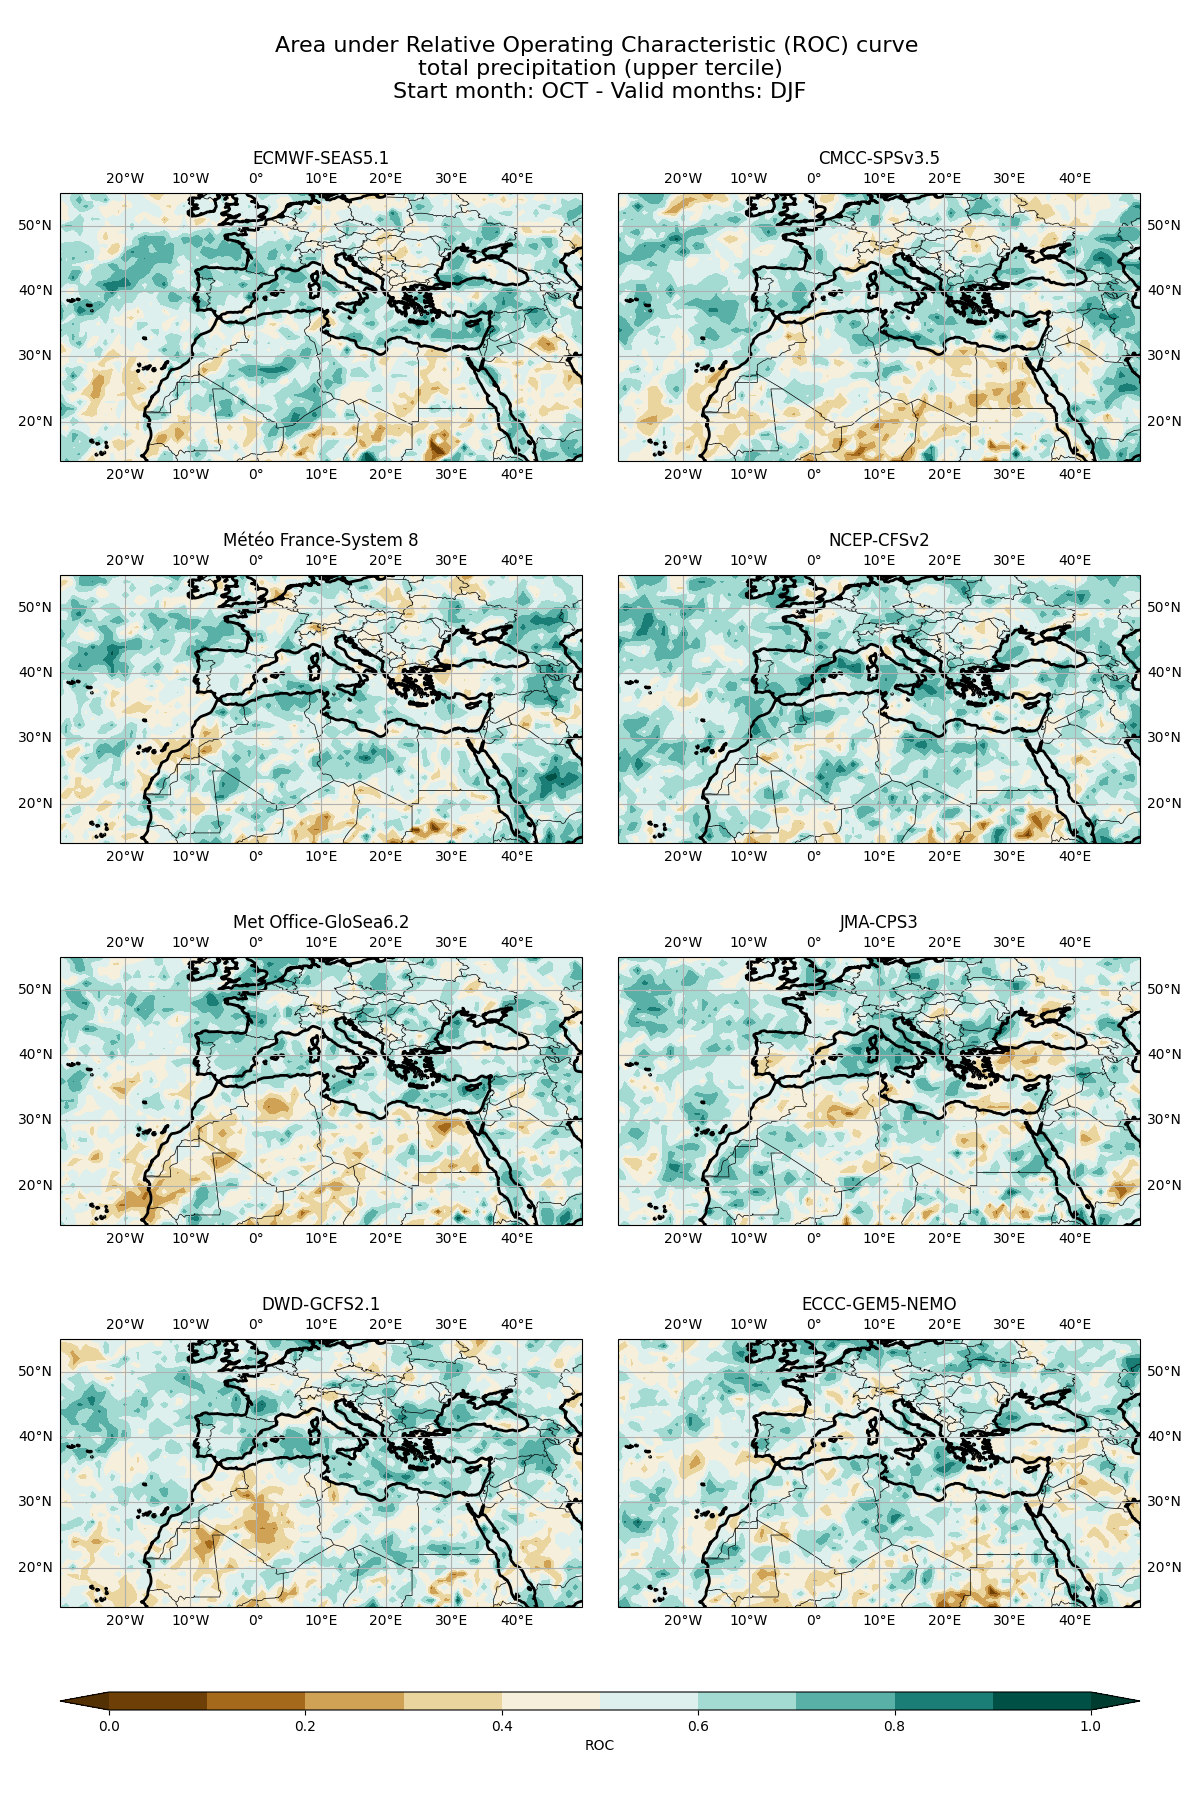 Area under Relative Operating Characteristic (ROC) curve
total precipitation (upper tercile)
Start month: OCT - Valid months: DJF
ECMWF-SEAS5.1
20°W 10°W 0° 10°E 20°E 30°E 40°E
50°N
40°N
30°N
20°N
20°W 10°W 0° 10°E 20°E 30°E 40°E
CMCC-SPSv3.5
20°W 10°W 0° 10°E 20°E 30°E 40°E
50°N
40°N
30°N
20°N
20°W 10°W 0° 10°E 20°E 30°E 40°E
Météo France-System 8
20°W 10°W 0° 10°E 20°E 30°E 40°E
50°N
40°N
30°N
20°N
20°W 10°W 0° 10°E 20°E 30°E 40°E
NCEP-CFSv2
20°W 10°W 0° 10°E 20°E 30°E 40°E
50°N
40°N
30°N
20°N
20°W 10°W 0° 10°E 20°E 30°E 40°E
Met Office-GloSea6.2
20°W 10°W 0° 10°E 20°E 30°E 40°E
50°N
40°N
30°N
20°N
20°W 10°W 0° 10°E 20°E 30°E 40°E
JMA-CPS3
20°W 10°W 0° 10°E 20°E 30°E 40°E
50°N
40°N
30°N
20°N
20°W 10°W 0° 10°E 20°E 30°E 40°E
DWD-GCFS2.1
20°W 10°W 0° 10°E 20°E 30°E 40°E
50°N
40°N
30°N
20°N
20°W 10°W 0° 10°E 20°E 30°E 40°E
ECCC-GEM5-NEMO
20°W 10°W 0° 10°E 20°E 30°E 40°E
50°N
40°N
30°N
20°N
20°W 10°W 0° 10°E 20°E 30°E 40°E
0.0 0.2 0.4 0.6 0.8 1.0
ROC